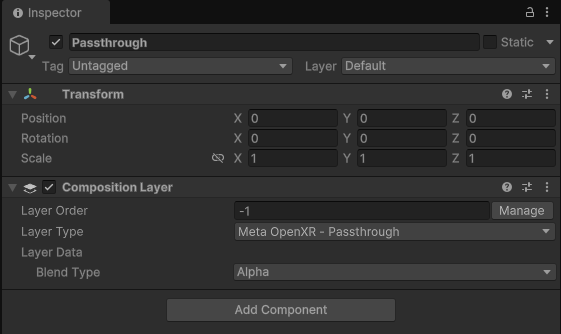 Inspector
Passthrough Static
Tag Untagged Layer Default
Transform
Position X 0 Y 0 Z 0
Rotation X 0 Y 0 Z 0
Scale X 1 Y 1 Z 1
Composition Layer
Layer Order -1 Manage
Layer Type Meta OpenXR - Passthrough
Layer Data
Blend Type Alpha
Add Component